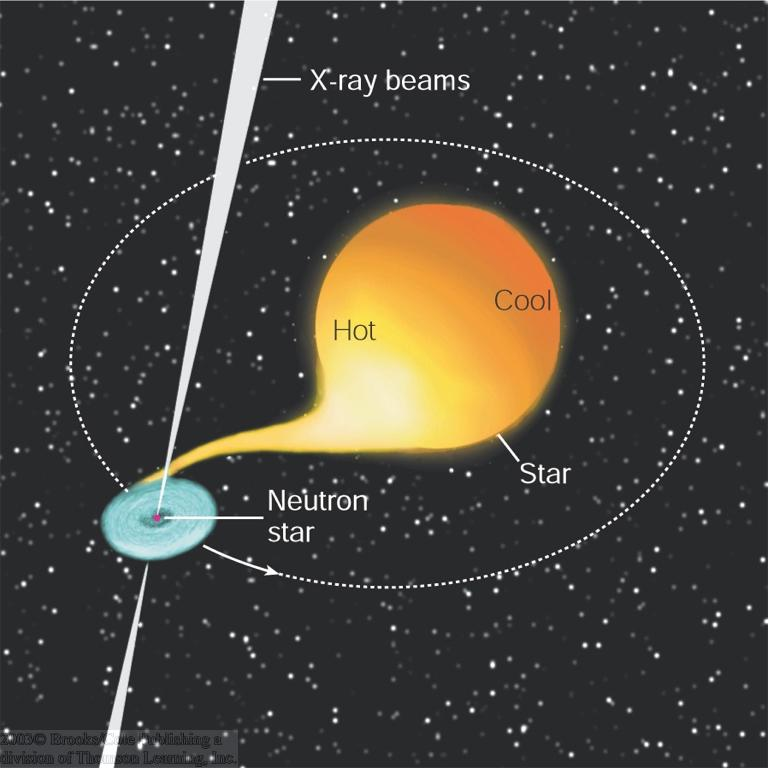 X-ray beams
Cool
Hot
Star
Neutron
star
2003© Brooks/Cole Publishing a
division of Thomson Learning, Inc.